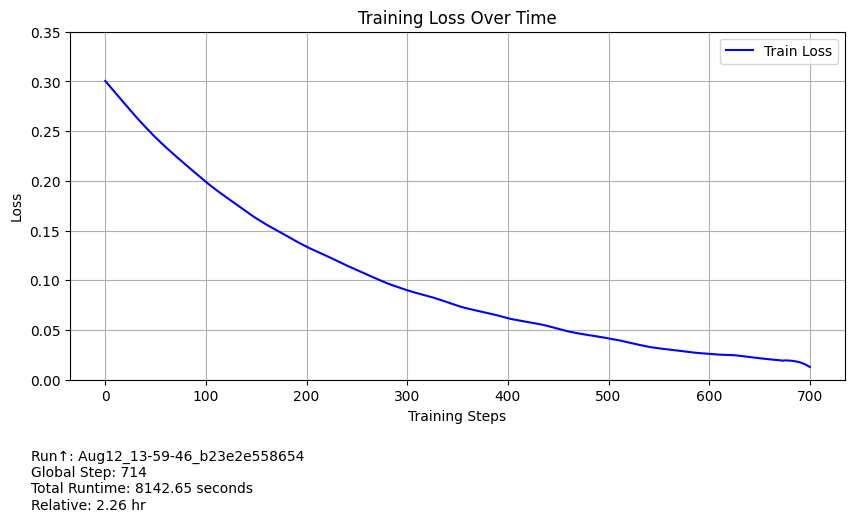 Training Loss Over Time
0.35
0.30
0.25
0.20
0.15
0.10
0.05
0.00
Loss
Train Loss
0 100 200 300 400 500 600 700
Training Steps
Run↑: Aug12_13-59-46_b23e2e558654
Global Step: 714
Total Runtime: 8142.65 seconds
Relative: 2.26 hr